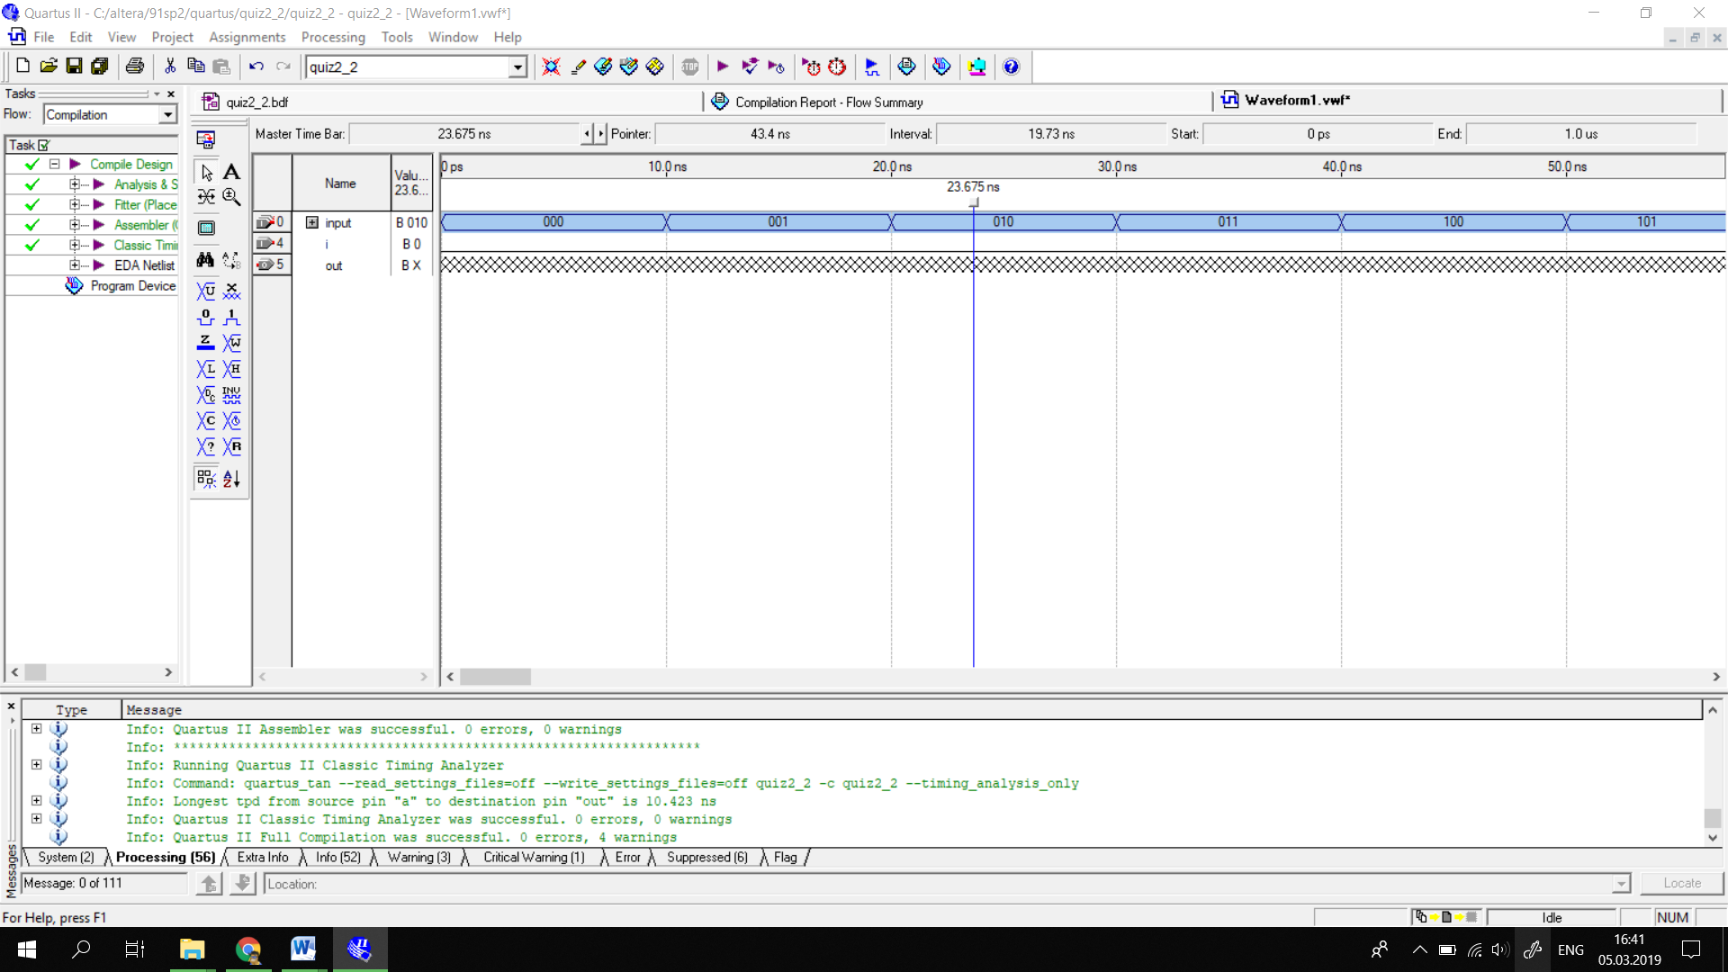 Quartus II - C:/altera/91sp2/quartus/quiz2_2/quiz2_2 - quiz2_2 - [Waveform1.vwf*]
File Edit View Project Assignments Processing Tools Window Help
quiz2_2
Tasks
Flow: Compilation
quiz2_2.bdf
Compilation Report - Flow Summary
Waveform1.vwf*
Master Time Bar: 23.675 ns Pointer: 43.4 ns Interval: 19.73 ns Start: 0 ps End: 1.0 us
Task
Compile Design
Analysis & S
Fitter (Place
Assembler (
Classic Timi
EDA Netlist
Program Device
Name
Valu...
23.6...
0 ps 10.0 ns 20.0 ns 30.0 ns 40.0 ns 50.0 ns
23.675 ns
0 input B 010 000 001 010 011 100 101
4 i B 0
5 out B X
Type Message
Info: Quartus II Assembler was successful. 0 errors, 0 warnings
Info: *******************************************************************
Info: Running Quartus II Classic Timing Analyzer
Info: Command: quartus_tan --read_settings_files=off --write_settings_files=off quiz2_2 -c quiz2_2 --timing_analysis_only
Info: Longest tpd from source pin "a" to destination pin "out" is 10.423 ns
Info: Quartus II Classic Timing Analyzer was successful. 0 errors, 0 warnings
Info: Quartus II Full Compilation was successful. 0 errors, 4 warnings
System (2) Processing (56) Extra Info Info (52) Warning (3) Critical Warning (1) Error Suppressed (6) Flag
Messages
Message: 0 of 111
Location:
Locate
For Help, press F1
Idle
NUM
ENG
16:41
05.03.2019